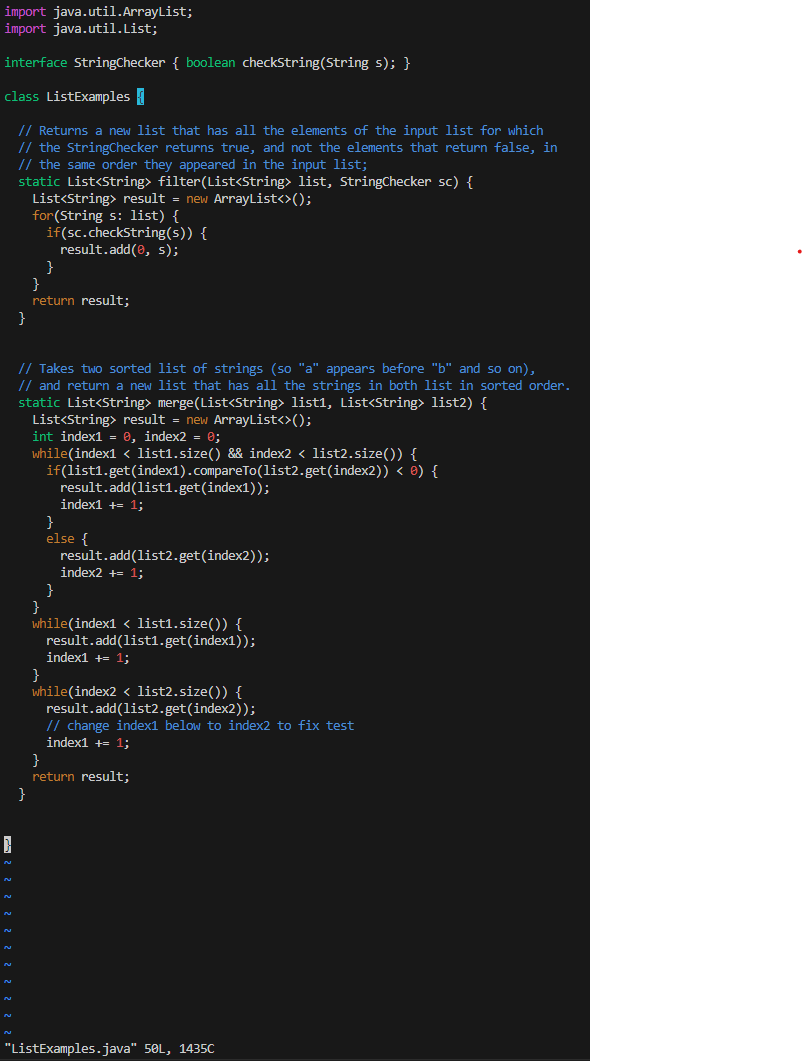 import java.util.ArrayList;
import java.util.List;
interface StringChecker { boolean checkString(String s); }
class ListExamples {
// Returns a new list that has all the elements of the input list for which
// the StringChecker returns true, and not the elements that return false, in
// the same order they appeared in the input list;
static List<String> filter(List<String> list, StringChecker sc) {
List<String> result = new ArrayList<>();
for(String s: list) {
if(sc.checkString(s)) {
result.add(0, s);
}
}
return result;
}
// Takes two sorted list of strings (so "a" appears before "b" and so on),
// and return a new list that has all the strings in both list in sorted order.
static List<String> merge(List<String> list1, List<String> list2) {
List<String> result = new ArrayList<>();
int index1 = 0, index2 = 0;
while(index1 < list1.size() && index2 < list2.size()) {
if(list1.get(index1).compareTo(list2.get(index2)) < 0) {
result.add(list1.get(index1));
index1 += 1;
}
else {
result.add(list2.get(index2));
index2 += 1;
}
}
while(index1 < list1.size()) {
result.add(list1.get(index1));
index1 += 1;
}
while(index2 < list2.size()) {
result.add(list2.get(index2));
// change index1 below to index2 to fix test
index1 += 1;
}
return result;
}
}
~
~
~
~
~
~
~
~
~
~
~
"ListExamples.java" 50L, 1435C